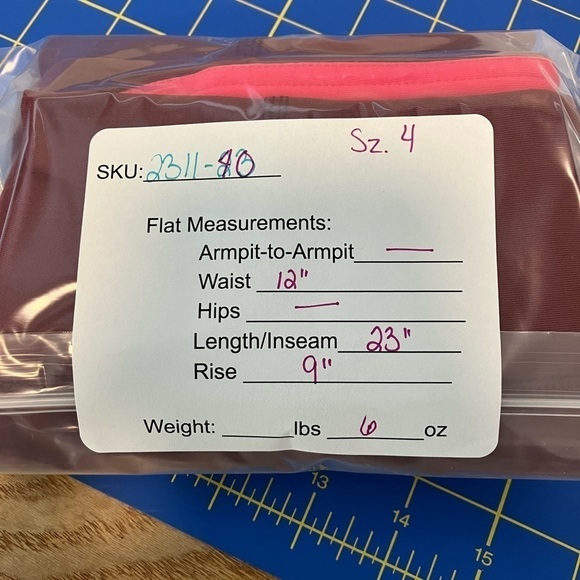 Sz. 4
SKU: 2311-80
Flat Measurements:
Armpit-to-Armpit —
Waist 12"
Hips —
Length/Inseam 23"
Rise 9"
Weight: ____ lbs 6 oz
13
14
15